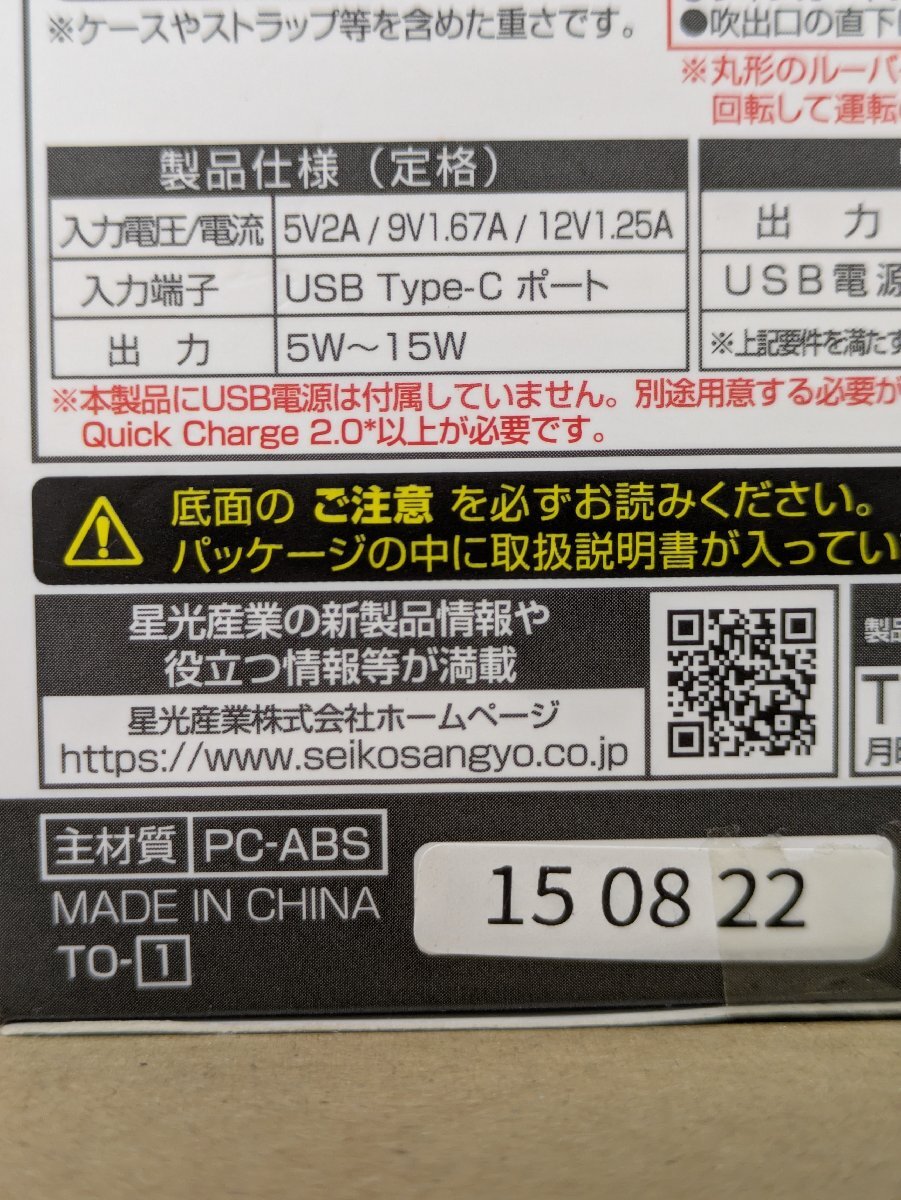 ※ケースやストラップ等を含めた重さです。
●吹出口の直下
※丸形のルーバ
回転して運転
製品仕様（定格）
入力電圧/電流 5V2A / 9V1.67A / 12V1.25A
入力端子 USB Type-C ポート
出 力 5W～15W
出 力
USB電源
※上記要件を満たす
※本製品にUSB電源は付属していません。別途用意する必要が
Quick Charge 2.0*以上が必要です。
底面の ご注意 を必ずお読みください。
パッケージの中に取扱説明書が入ってい
星光産業の新製品情報や
役立つ情報等が満載
星光産業株式会社ホームページ
https://www.seikosangyo.co.jp
製品
T
月
主材質 PC-ABS
MADE IN CHINA
TO-1
15 08 22